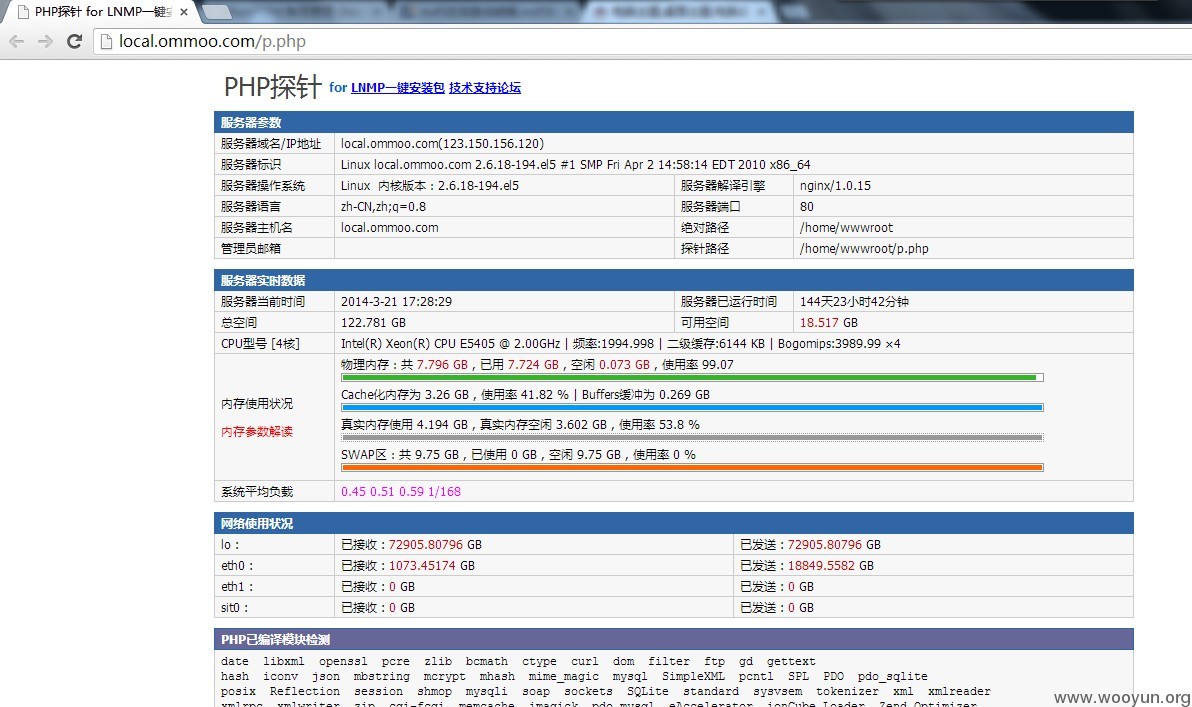 PHP探针 for LNMP一键安
local.ommoo.com/p.php
PHP探针 for LNMP一键安装包 技术支持论坛
服务器参数
服务器域名/IP地址 local.ommoo.com(123.150.156.120)
服务器标识 Linux local.ommoo.com 2.6.18-194.el5 #1 SMP Fri Apr 2 14:58:14 EDT 2010 x86_64
服务器操作系统 Linux 内核版本：2.6.18-194.el5 服务器解译引擎 nginx/1.0.15
服务器语言 zh-CN,zh;q=0.8 服务器端口 80
服务器主机名 local.ommoo.com 绝对路径 /home/wwwroot
管理员邮箱 探针路径 /home/wwwroot/p.php
服务器实时数据
服务器当前时间 2014-3-21 17:28:29 服务器已运行时间 144天23小时42分钟
总空间 122.781 GB 可用空间 18.517 GB
CPU型号 [4核] Intel(R) Xeon(R) CPU E5405 @ 2.00GHz | 频率:1994.998 | 二级缓存:6144 KB | Bogomips:3989.99 ×4
内存使用状况
内存参数解读
物理内存：共 7.796 GB , 已用 7.724 GB , 空闲 0.073 GB , 使用率 99.07
Cache化内存为 3.26 GB , 使用率 41.82 % | Buffers缓冲为 0.269 GB
真实内存使用 4.194 GB , 真实内存空闲 3.602 GB , 使用率 53.8 %
SWAP区：共 9.75 GB , 已使用 0 GB , 空闲 9.75 GB , 使用率 0 %
系统平均负载 0.45 0.51 0.59 1/168
网络使用状况
lo : 已接收 : 72905.80796 GB 已发送 : 72905.80796 GB
eth0 : 已接收 : 1073.45174 GB 已发送 : 18849.5582 GB
eth1 : 已接收 : 0 GB 已发送 : 0 GB
sit0 : 已接收 : 0 GB 已发送 : 0 GB
PHP已编译模块检测
date libxml openssl pcre zlib bcmath ctype curl dom filter ftp gd gettext
hash iconv json mbstring mcrypt mhash mime_magic mysql SimpleXML pcntl SPL PDO pdo_sqlite
posix Reflection session shmop mysqli soap sockets SQLite standard sysvsem tokenizer xml xmlreader
xmlrpc xmlwriter zip cgi-fcgi memcache imagick pdo_mysql eAccelerator ionCube Loader Zend Optimizer
www.wooyun.org